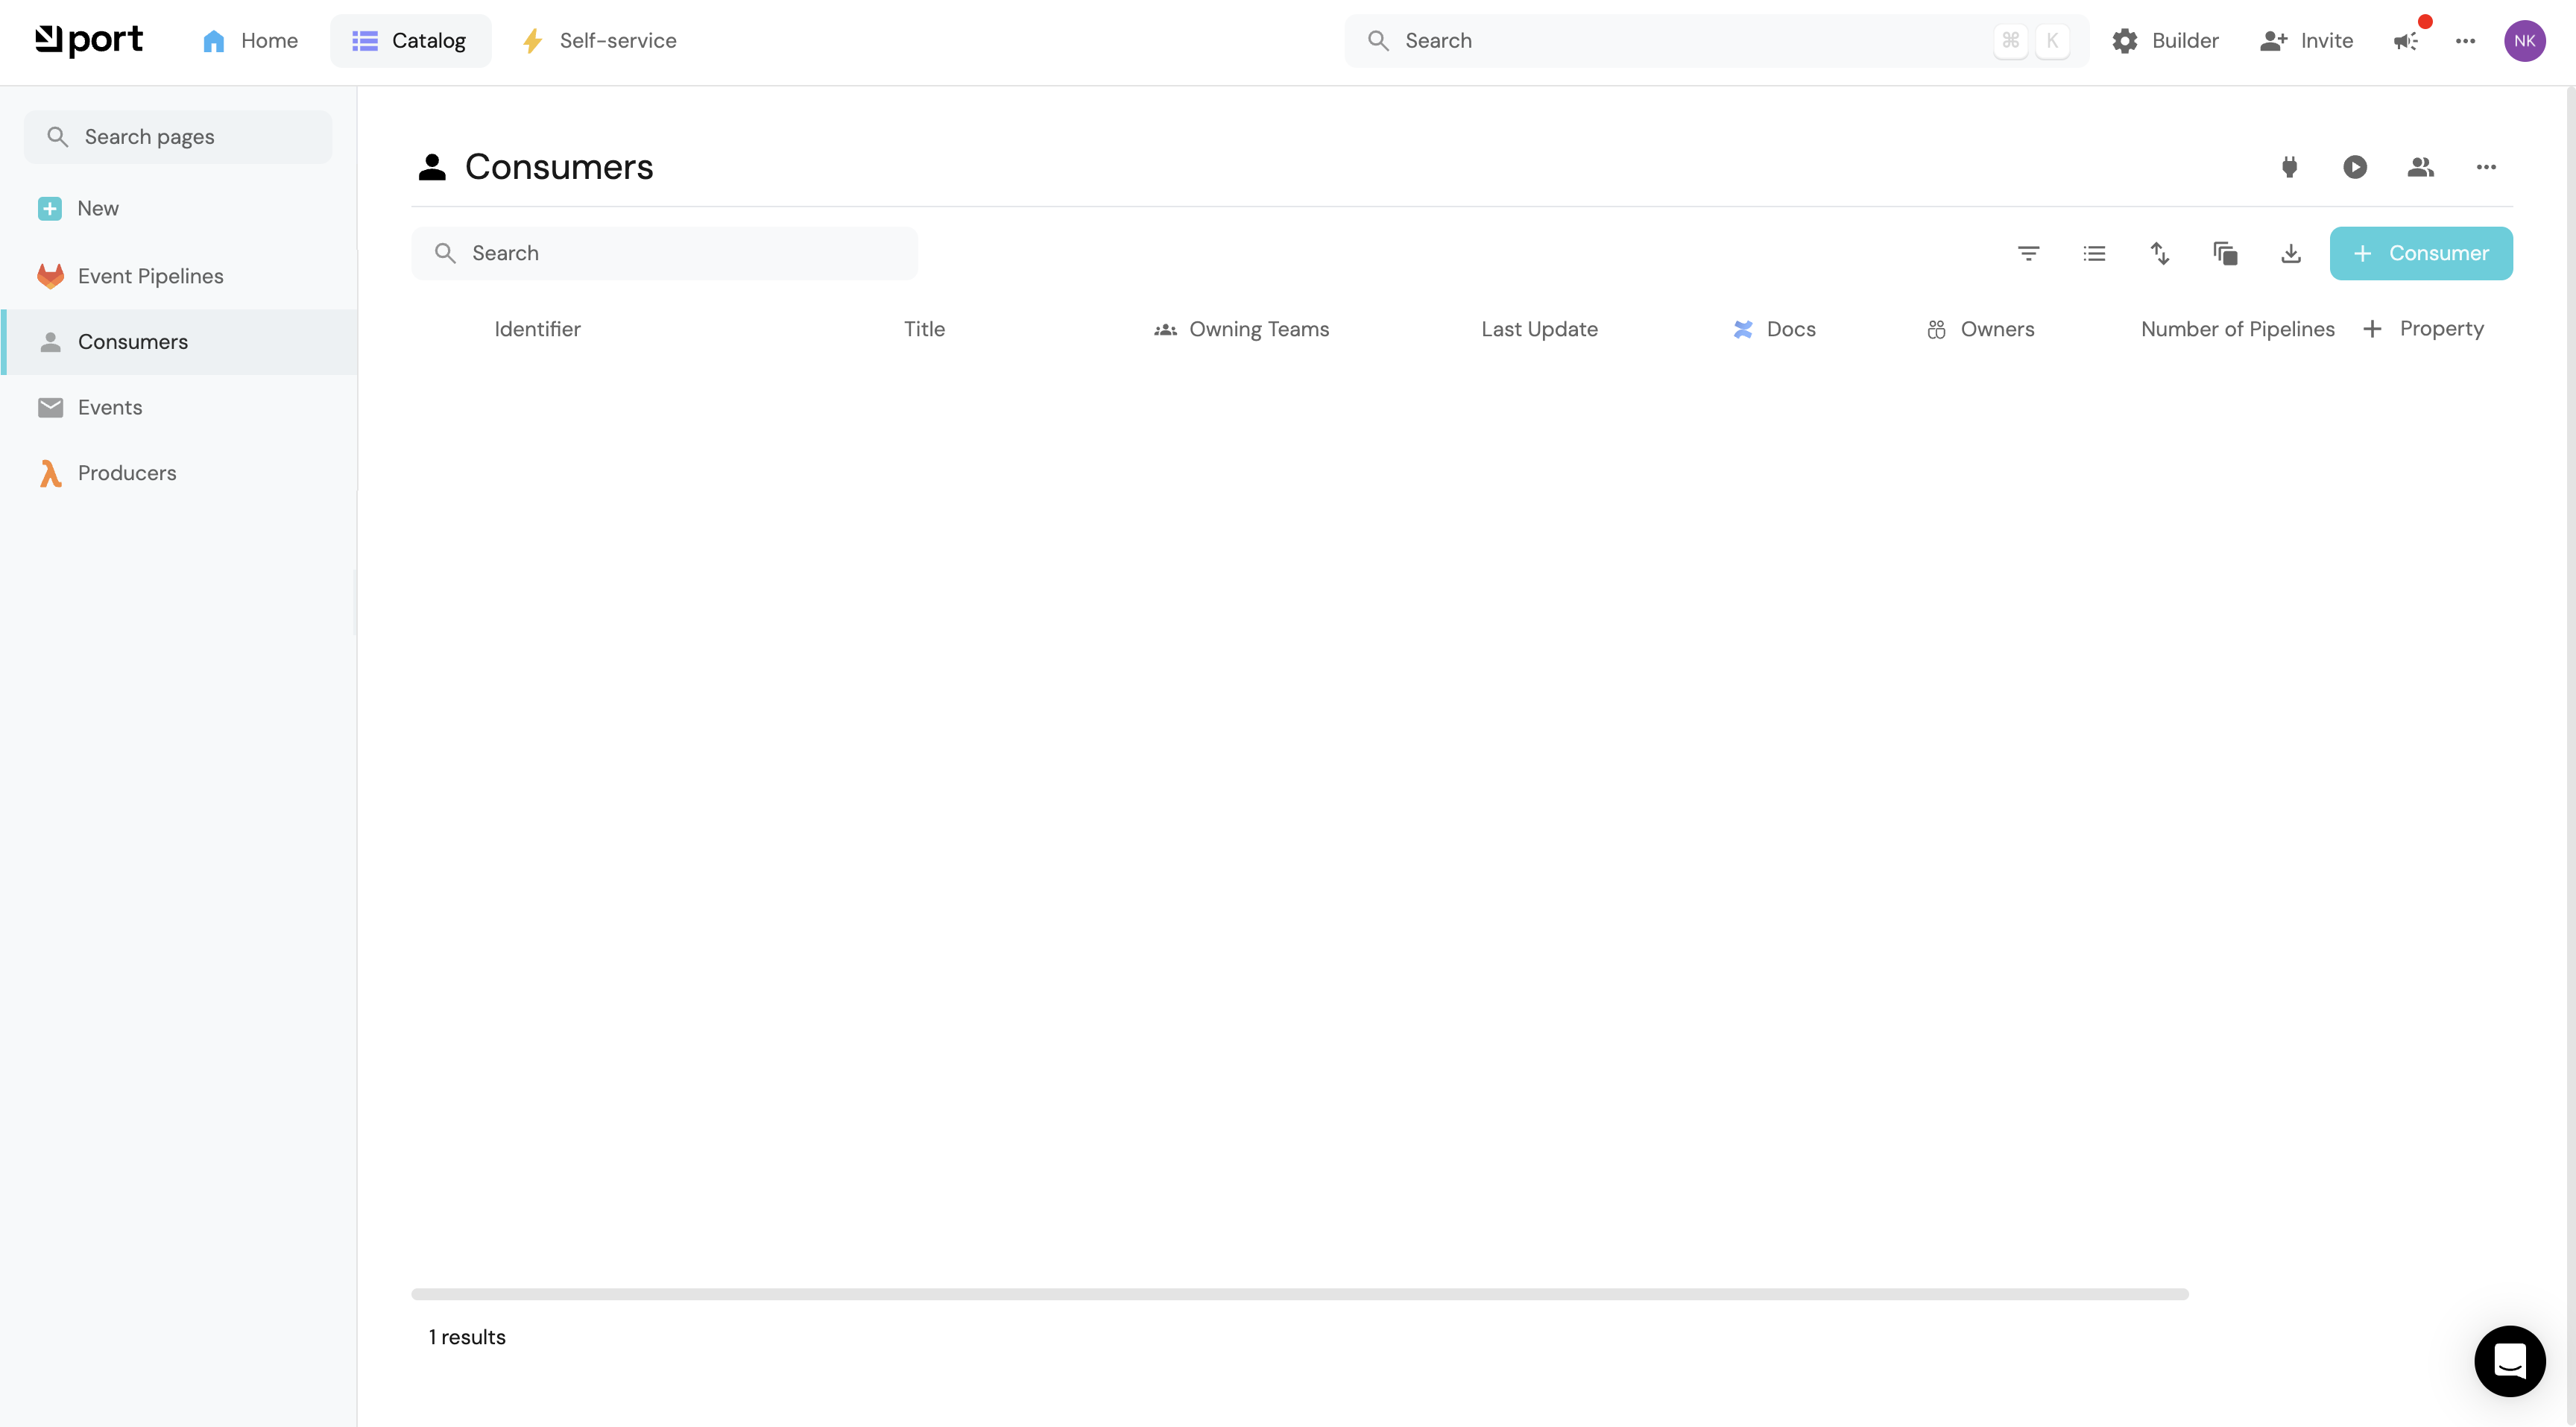 port
Home
Catalog
Self-service
Search
⌘ K
Builder
Invite
NK
Search pages
New
Event Pipelines
Consumers
Events
Producers
Consumers
Search
+ Consumer
Identifier
Title
Owning Teams
Last Update
Docs
Owners
Number of Pipelines
+ Property
1 results